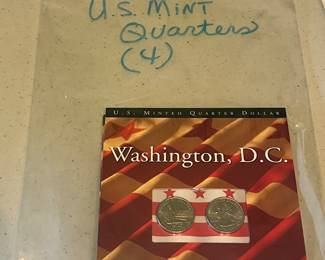 U.S. MINT
Quarters
(4)
U.S. Minted Quarter Dollar
Washington, D.C.